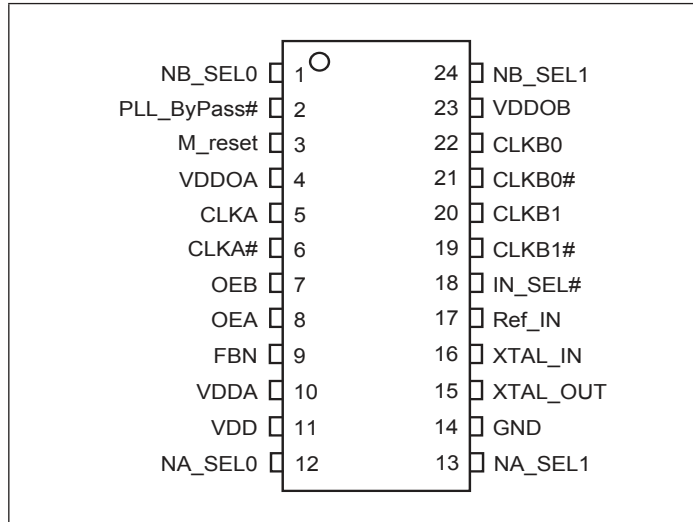 NB_SEL0 1 24 NB_SEL1
PLL_ByPass# 2 23 VDDOB
M_reset 3 22 CLKB0
VDDOA 4 21 CLKB0#
CLKA 5 20 CLKB1
CLKA# 6 19 CLKB1#
OEB 7 18 IN_SEL#
OEA 8 17 Ref_IN
FBN 9 16 XTAL_IN
VDDA 10 15 XTAL_OUT
VDD 11 14 GND
NA_SEL0 12 13 NA_SEL1